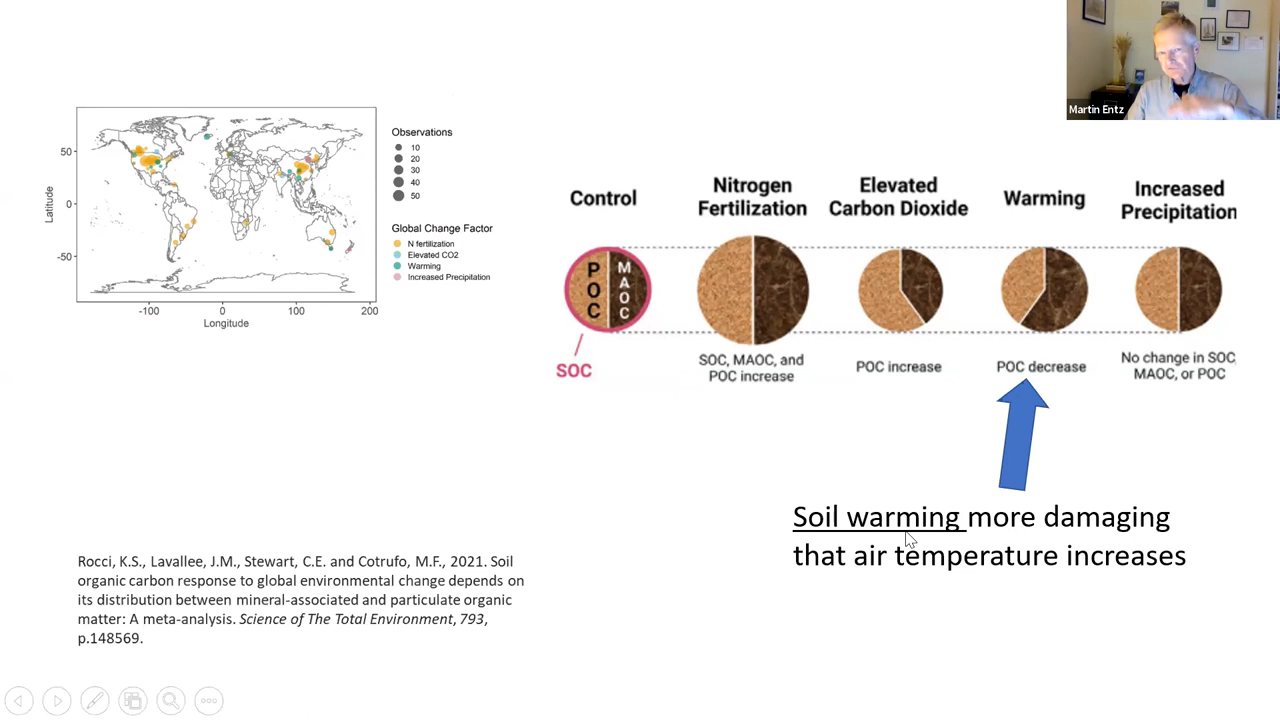 Martin Entz
50
0
-50
Latitude
-100
0
100
200
Longitude
Observations
10
20
30
40
50
Global Change Factor
N fertilization
Elevated CO2
Warming
Increased Precipitation
Control
Nitrogen
Fertilization
Elevated
Carbon Dioxide
Warming
Increased
Precipitation
POC
MAOC
SOC
SOC, MAOC, and
POC increase
POC increase
POC decrease
No change in SOC
MAOC, or POC
Soil warming more damaging
that air temperature increases
Rocci, K.S., Lavallee, J.M., Stewart, C.E. and Cotrufo, M.F., 2021. Soil
organic carbon response to global environmental change depends on
its distribution between mineral-associated and particulate organic
matter: A meta-analysis. Science of The Total Environment, 793,
p.148569.